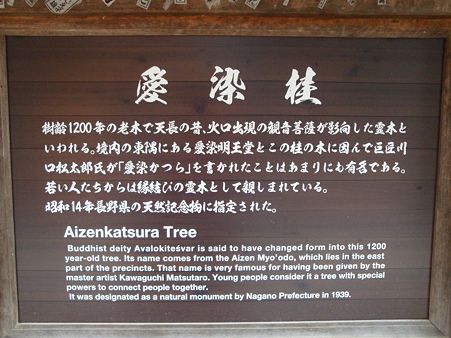 愛染桂
樹齢1200年の老木で天長の昔、火口出現の観音菩薩が影向した霊木と
いわれる。境内の東隅にある愛染明王堂とこの桂の木に因んで巨匠川
口松太郎氏が「愛染かつら」を書かれたことはあまりにも有名である。
若い人たちからは縁結びの霊木として親しまれている。
昭和14年長野県の天然記念物に指定された。
Aizenkatsura Tree
Buddhist deity Avalokiteśvar is said to have changed form into this 1200
year-old tree. Its name comes from the Aizen Myo'odo, which lies in the east
part of the precincts. That name is very famous for having been given by the
master artist Kawaguchi Matsutaro. Young people consider it a tree with special
powers to connect people together.
It was designated as a natural monument by Nagano Prefecture in 1939.